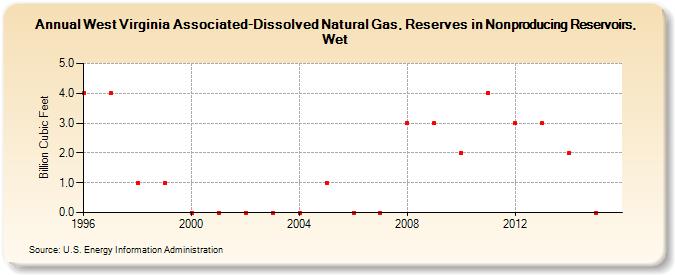 Annual West Virginia Associated-Dissolved Natural Gas, Reserves in Nonproducing Reservoirs,
Wet
Billion Cubic Feet
5.0
4.0
3.0
2.0
1.0
0.0
1996 2000 2004 2008 2012
Source: U.S. Energy Information Administration